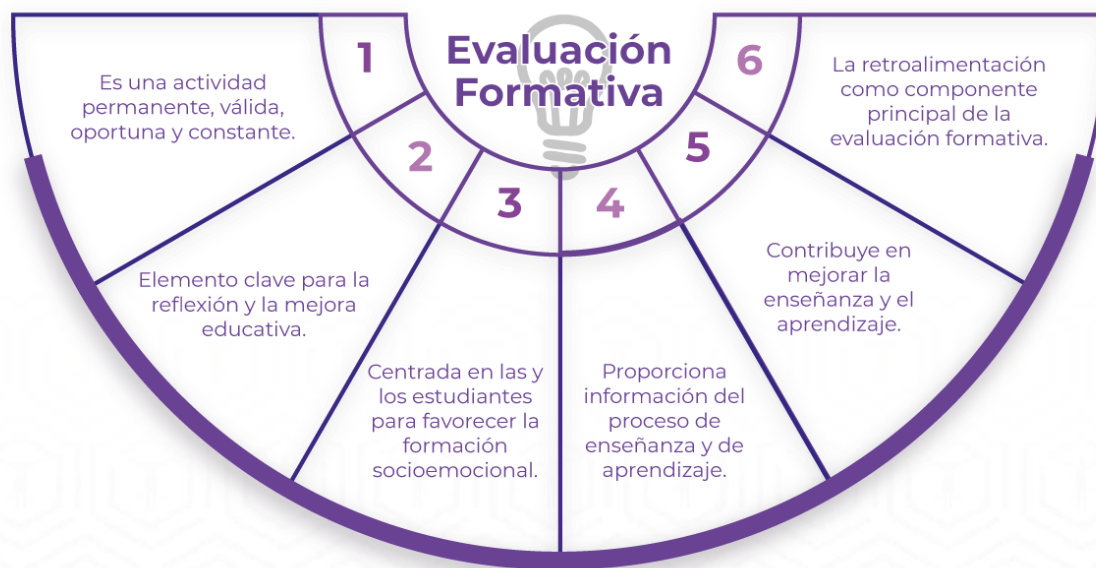 Evaluación
Formativa
1
Es una actividad
permanente, válida,
oportuna y constante.
2
Elemento clave para la
reflexión y la mejora
educativa.
3
Centrada en las y
los estudiantes
para favorecer la
formación
socioemocional.
4
Proporciona
información del
proceso de
enseñanza y de
aprendizaje.
5
Contribuye en
mejorar la
enseñanza y el
aprendizaje.
6
La retroalimentación
como componente
principal de la
evaluación formativa.